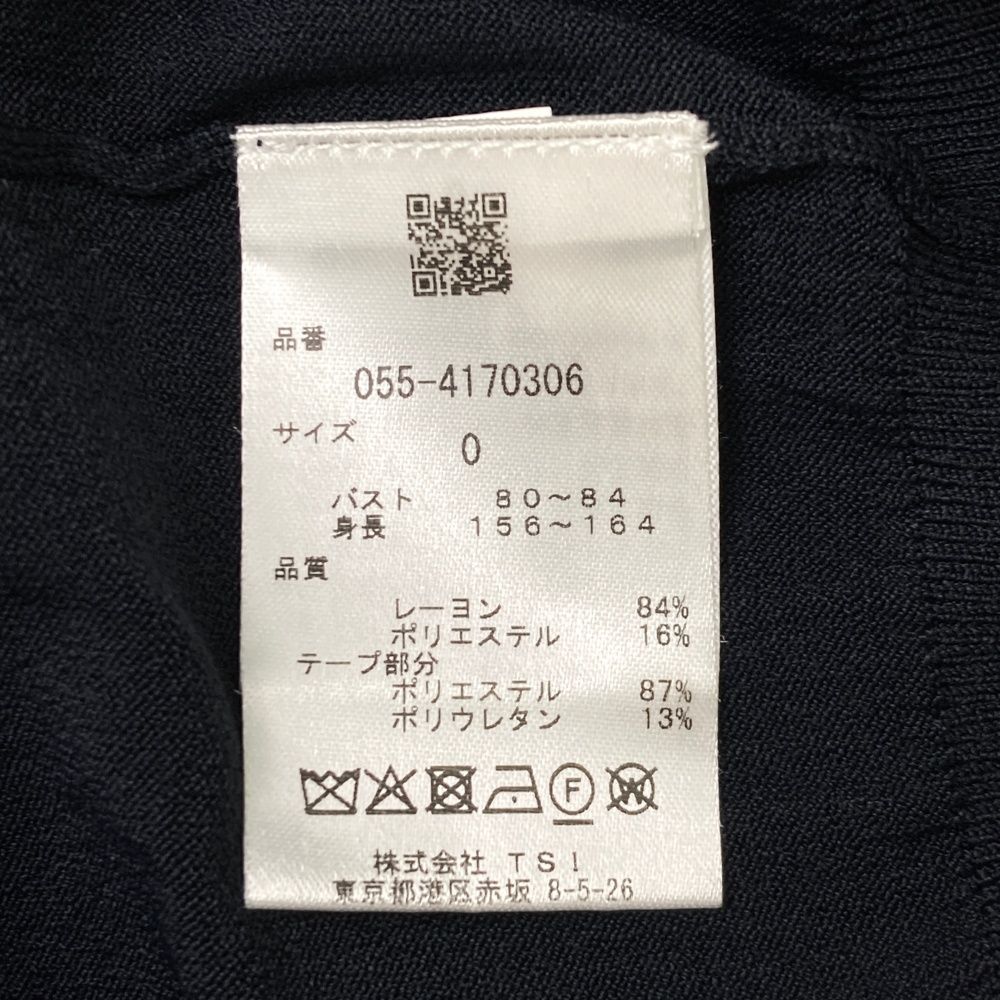 品番
055-4170306
サイズ
0
バスト 80～84
身長 156～164
品質
レーヨン 84%
ポリエステル 16%
テープ部分
ポリエステル 87%
ポリウレタン 13%
F W
株式会社 TSI
東京都港区赤坂 8-5-26